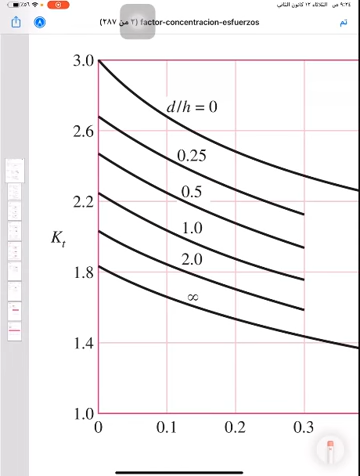 ٩:٢٤ ص الثلاثاء ١٢ كانون الثاني
factor-concentracion-esfuerzos (٢ من ٢٨٧)
تم
3.0
2.6
2.2
1.8
1.4
1.0
K_t
d/h = 0
0.25
0.5
1.0
2.0
∞
0 0.1 0.2 0.3